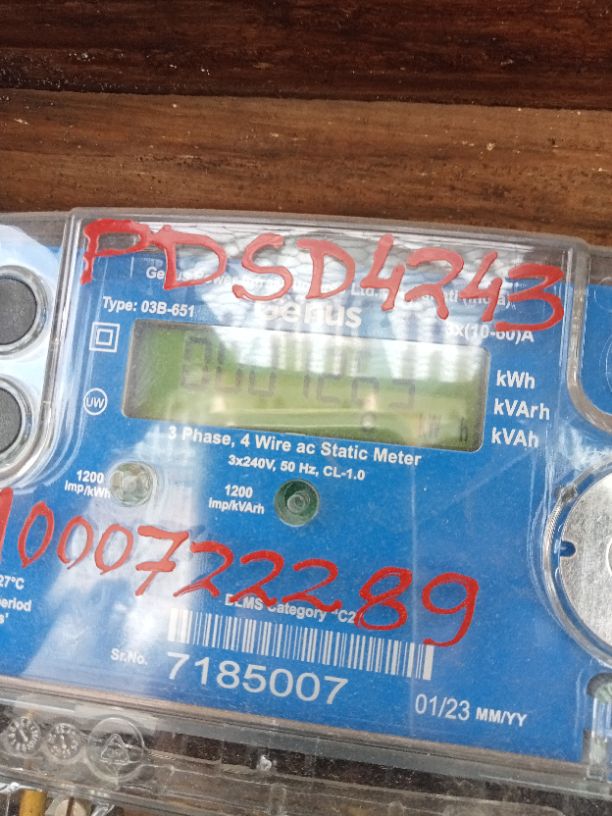 PDSD4243
Type: 03B-651
Genus
3x(10-60)A
kWh
kVArh
kVAh
UW
3 Phase, 4 Wire ac Static Meter
3x240V, 50 Hz, CL-1.0
1200
imp/kWh
1200
imp/kVArh
1000722289
27°C
DLMS Category
Sr.No.
7185007
01/23 MM/YY